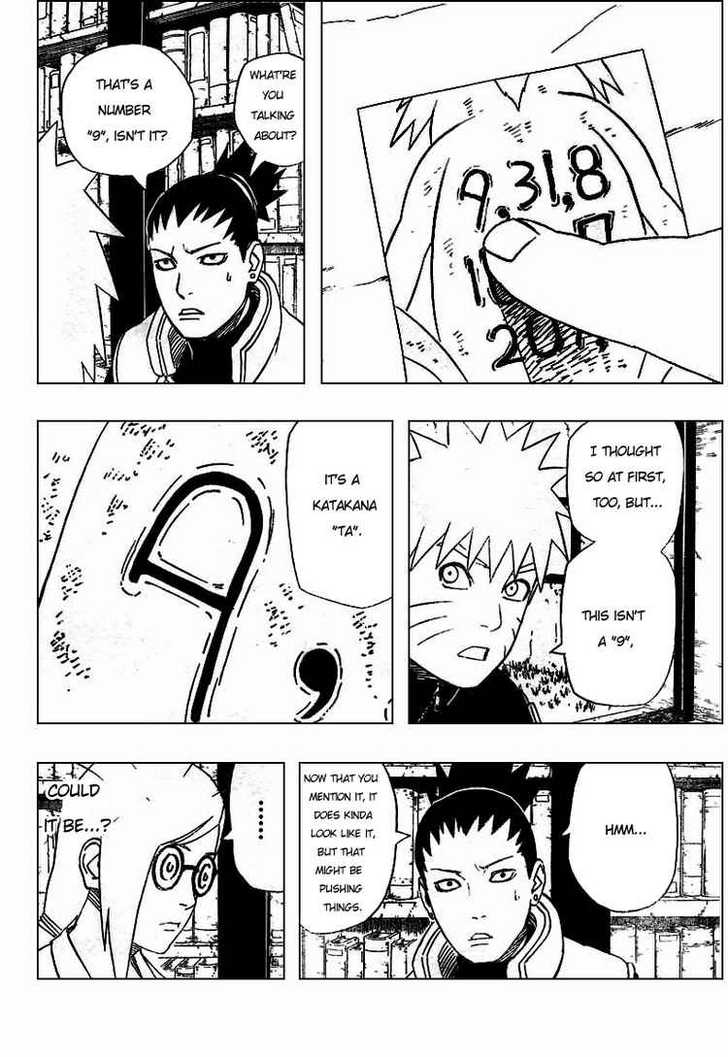 9,31,8
WHAT'RE
YOU
TALKING
ABOUT?
THAT'S A
NUMBER
"9", ISN'T IT?
I THOUGHT
SO AT FIRST,
TOO, BUT...
THIS ISN'T
A "9",
IT'S A
KATAKANA
"TA".
9,
HMM...
NOW THAT YOU
MENTION IT, IT
DOES KINDA
LOOK LIKE IT,
BUT THAT
MIGHT BE
PUSHING
THINGS.
......
COULD
IT BE...?